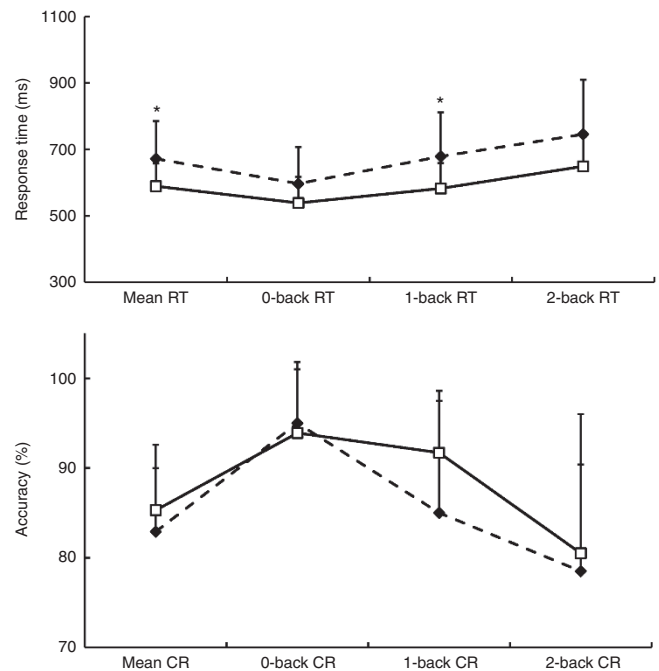 1100
900
700
500
300
Response time (ms)
*
*
Mean RT 0-back RT 1-back RT 2-back RT
100
90
80
70
Accuracy (%)
Mean CR 0-back CR 1-back CR 2-back CR